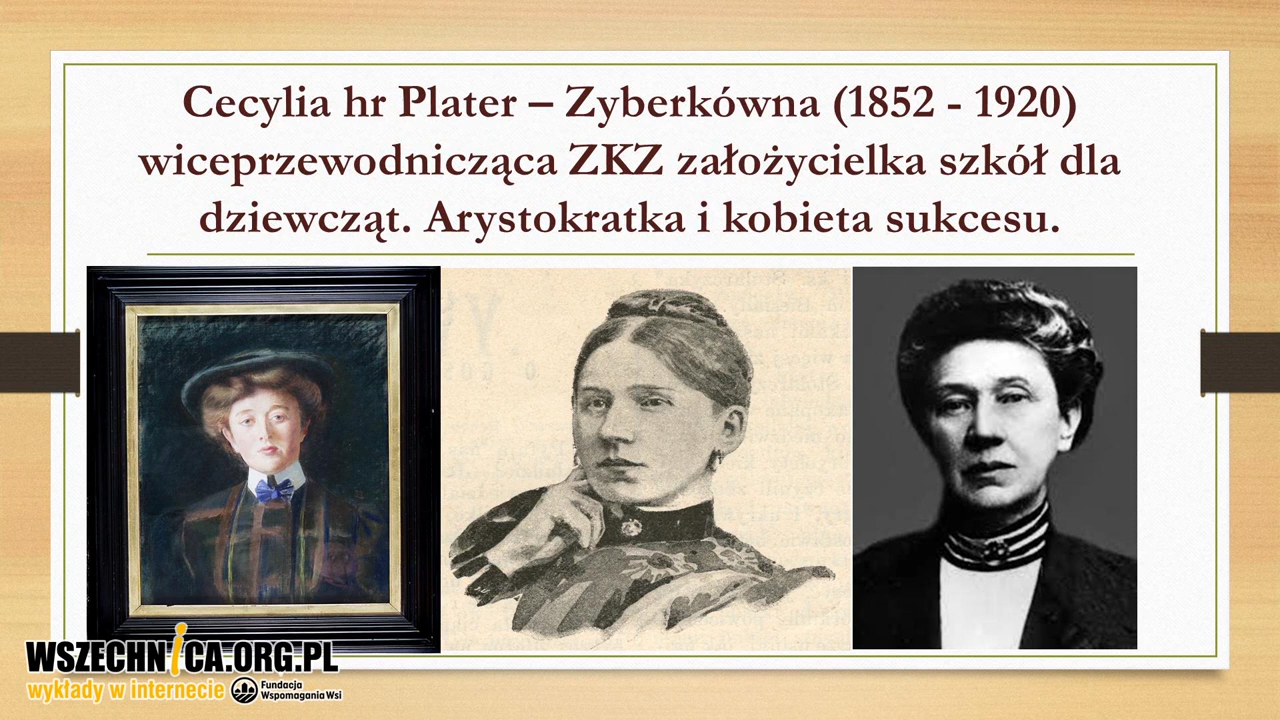 Cecylia hr Plater – Zyberkówna (1852 - 1920)
wiceprzewodnicząca ZKZ założycielka szkół dla
dziewcząt. Arystokratka i kobieta sukcesu.
WSZECHNiCA.ORG.PL
wykłady w internecie
Fundacja
Wspomagania Wsi